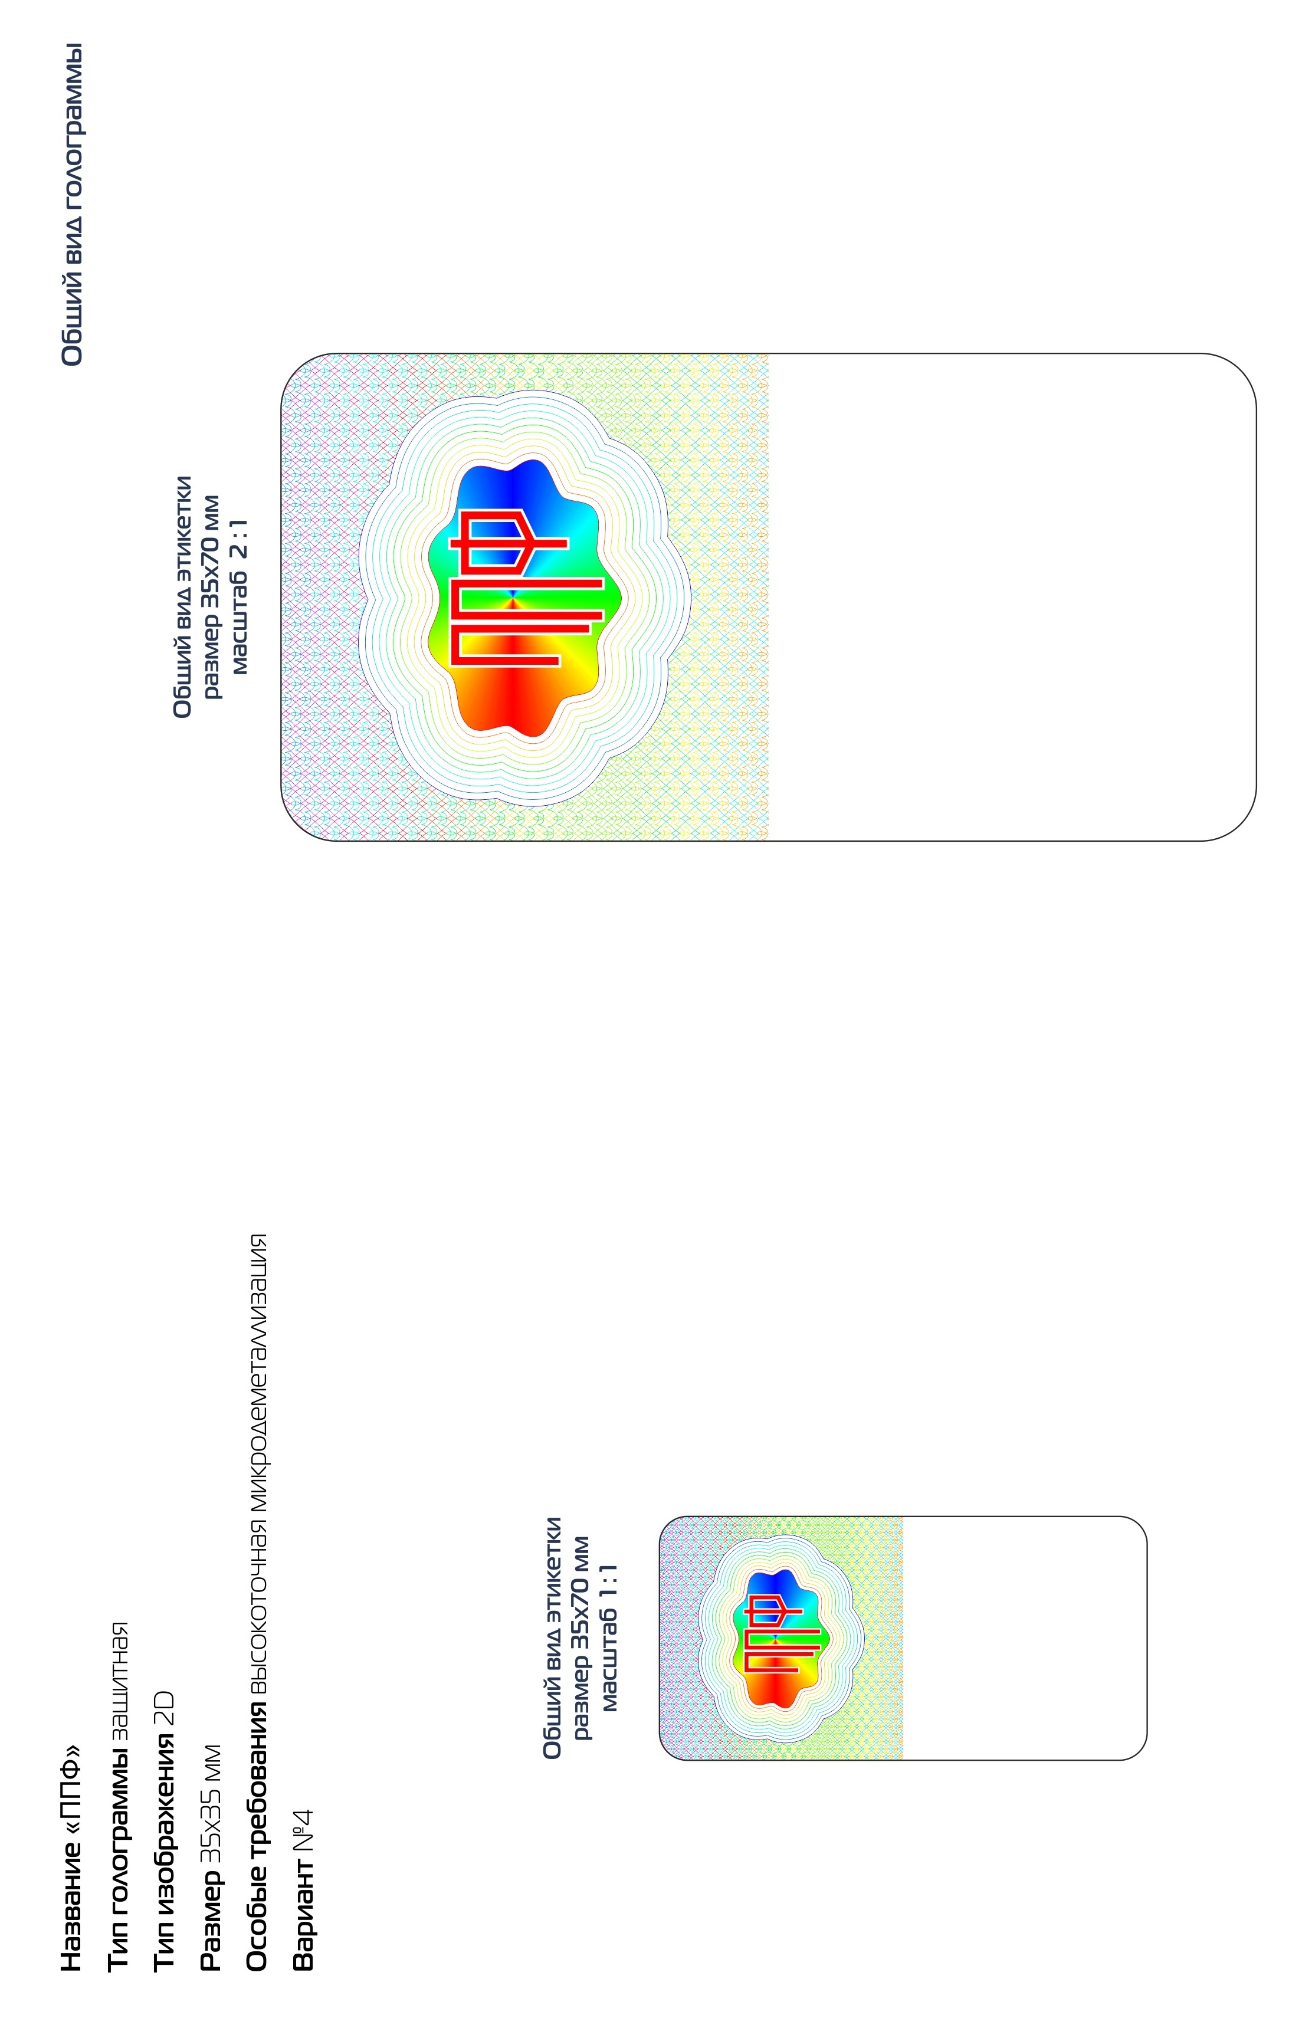 Название «ППФ»
Тип голограммы защитная
Тип изображения 2D
Размер 35х35 мм
Особые требования высокоточная микродеметаллизация
Вариант №4
Общий вид голограммы
Общий вид этикетки
размер 35х70 мм
масштаб 1:1
ППФ
Общий вид этикетки
размер 35х70 мм
масштаб 2:1
ППФ